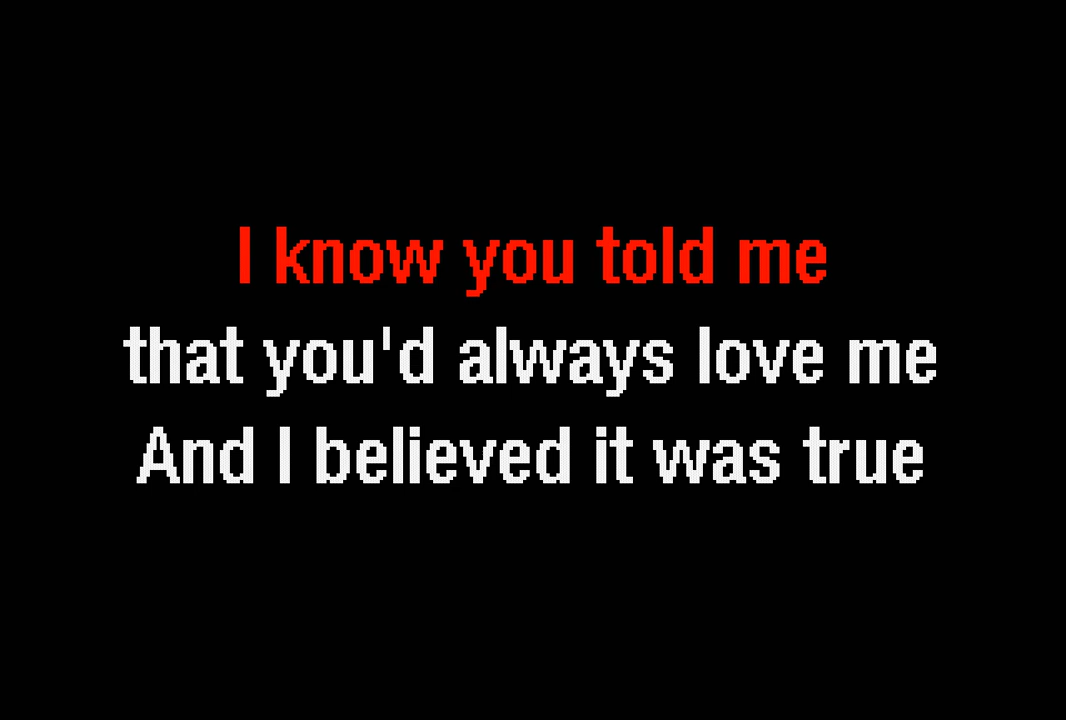 I know you told me
that you'd always love me
And I believed it was true